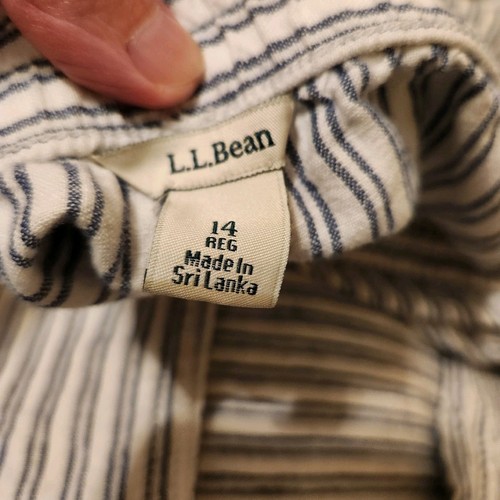 L.L.Bean
14
REG
Made In
Sri Lanka